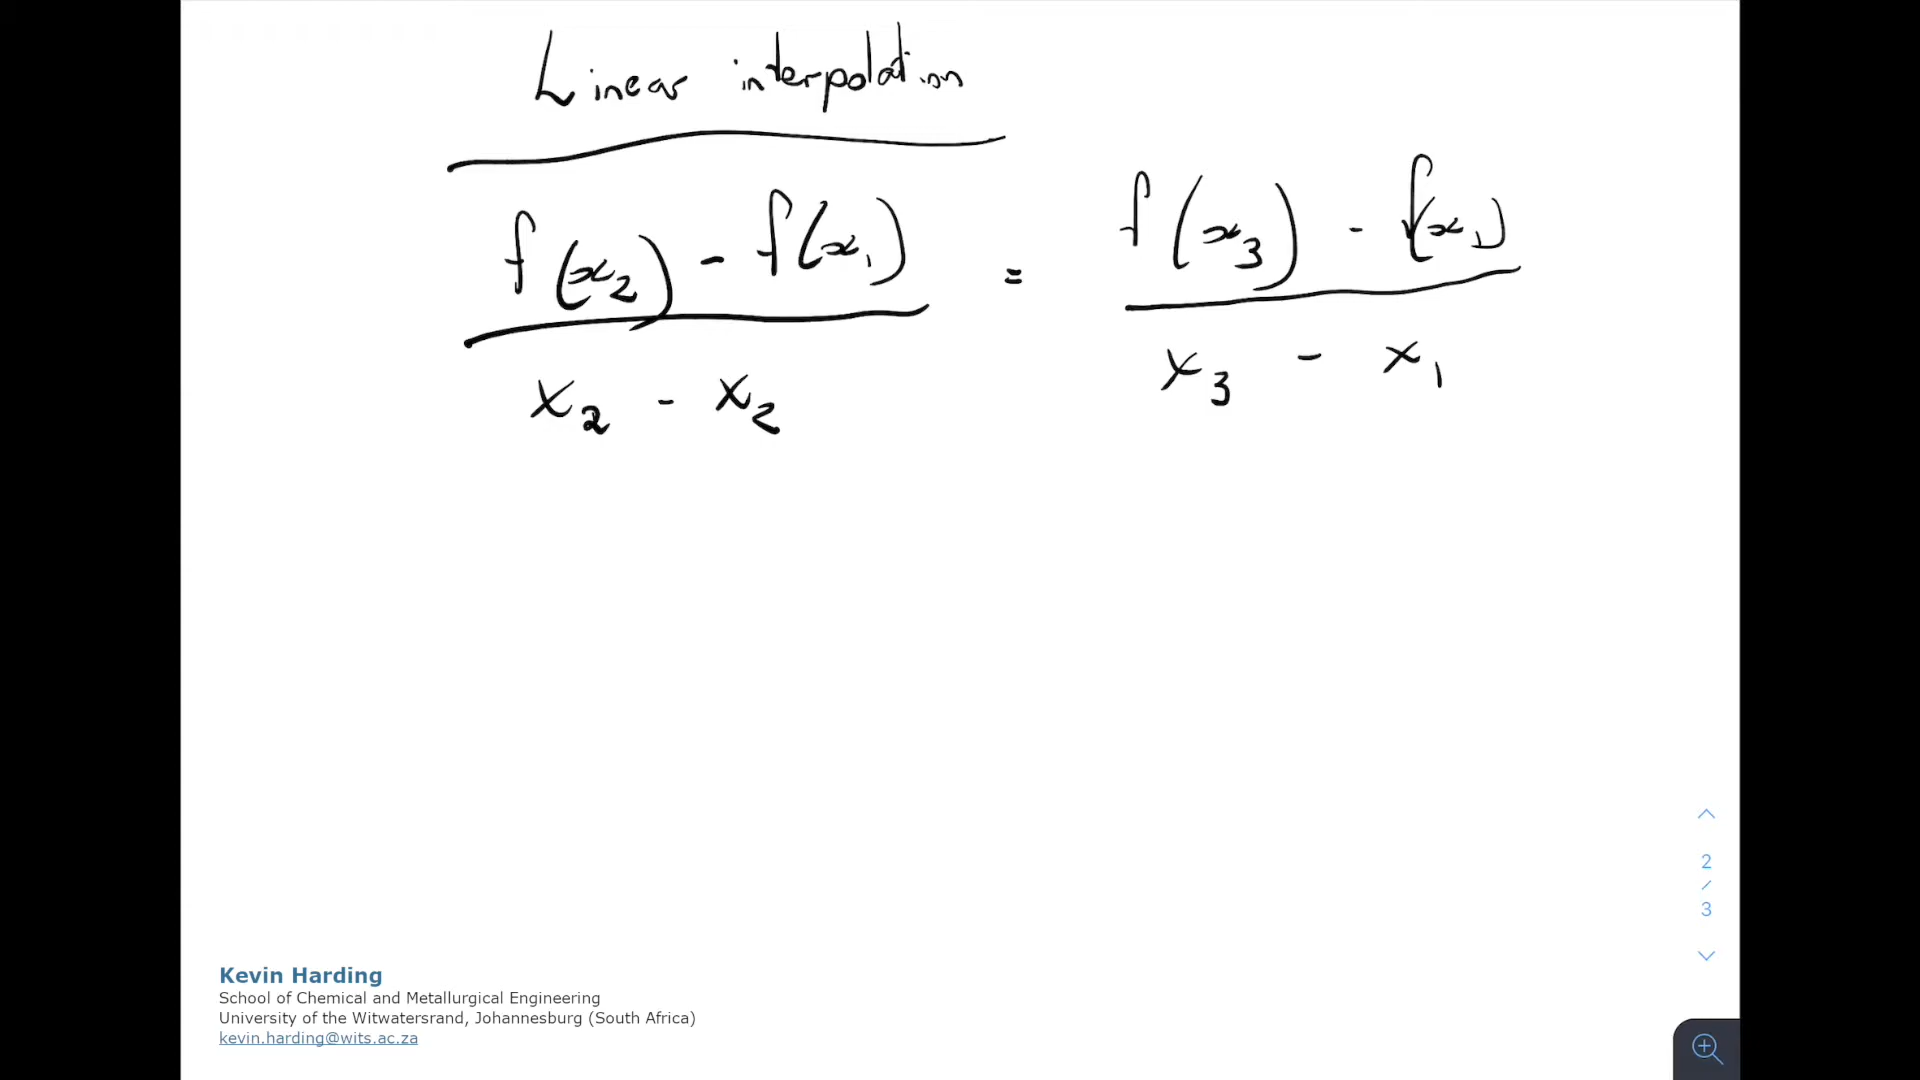 Linear interpolation
f(x₂) - f(x₁) = f(x₃) - f(x₁)
x₂ - x₂ x₃ - x₁
2
/
3
Kevin Harding
School of Chemical and Metallurgical Engineering
University of the Witwatersrand, Johannesburg (South Africa)
kevin.harding@wits.ac.za